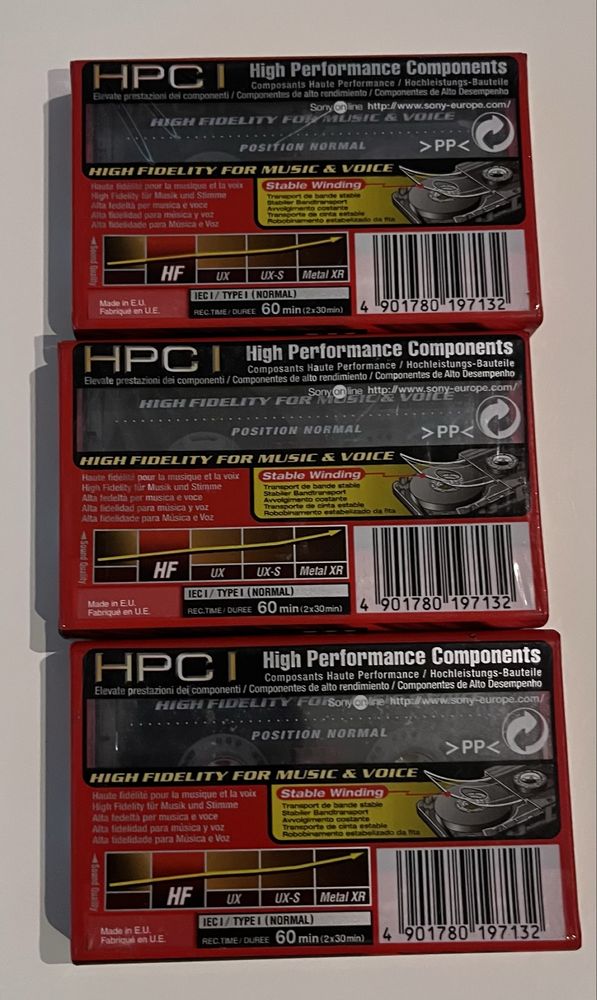 HPC I High Performance Components
Composants Haute Performance / Hochleistungs-Bauteile
Elevate prestazioni dei componenti / Componentes de alto rendimiento / Componentes de Alto Desempenho
Sony online http://www.sony-europe.com/
HIGH FIDELITY FOR MUSIC & VOICE
POSITION NORMAL
>PP<
HIGH FIDELITY FOR MUSIC & VOICE
Haute fidélité pour la musique et la voix
High Fidelity für Musik und Stimme
Alta fedeltà per musica e voce
Alta fidelidad para música y voz
Alta fidelidade para Música e Voz
Stable Winding
Transport de bande stable
Stabiler Bandtransport
Avvolgimento costante
Transporte de cinta estable
Robobinamento estabelizado da fita
Sound Quality
HF UX UX-S Metal XR
Made in E.U.
Fabriqué en U.E.
IEC I / TYPE I (NORMAL)
REC.TIME/DUREE 60 min (2x30min)
4 901780 197132
HPC I High Performance Components
Composants Haute Performance / Hochleistungs-Bauteile
Elevate prestazioni dei componenti / Componentes de alto rendimiento / Componentes de Alto Desempenho
Sony online http://www.sony-europe.com/
HIGH FIDELITY FOR MUSIC & VOICE
POSITION NORMAL
>PP<
HIGH FIDELITY FOR MUSIC & VOICE
Haute fidélité pour la musique et la voix
High Fidelity für Musik und Stimme
Alta fedeltà per musica e voce
Alta fidelidad para música y voz
Alta fidelidade para Música e Voz
Stable Winding
Transport de bande stable
Stabiler Bandtransport
Avvolgimento costante
Transporte de cinta estable
Robobinamento estabelizado da fita
Sound Quality
HF UX UX-S Metal XR
Made in E.U.
Fabriqué en U.E.
IEC I / TYPE I (NORMAL)
REC.TIME/DUREE 60 min (2x30min)
4 901780 197132
HPC I High Performance Components
Composants Haute Performance / Hochleistungs-Bauteile
Elevate prestazioni dei componenti / Componentes de alto rendimiento / Componentes de Alto Desempenho
Sony online http://www.sony-europe.com/
HIGH FIDELITY FO
POSITION NORMAL
>PP<
HIGH FIDELITY FOR MUSIC & VOICE
Haute fidélité pour la musique et la voix
High Fidelity für Musik und Stimme
Alta fedeltà per musica e voce
Alta fidelidad para música y voz
Alta fidelidade para Música e Voz
Stable Winding
Transport de bande stable
Stabiler Bandtransport
Avvolgimento costante
Transporte de cinta estable
Robobinamento estabelizado da fita
Sound Quality
HF UX UX-S Metal XR
Made in E.U.
Fabriqué en U.E.
IEC I / TYPE I (NORMAL)
REC.TIME/DUREE 60 min (2x30min)
4 901780 197132